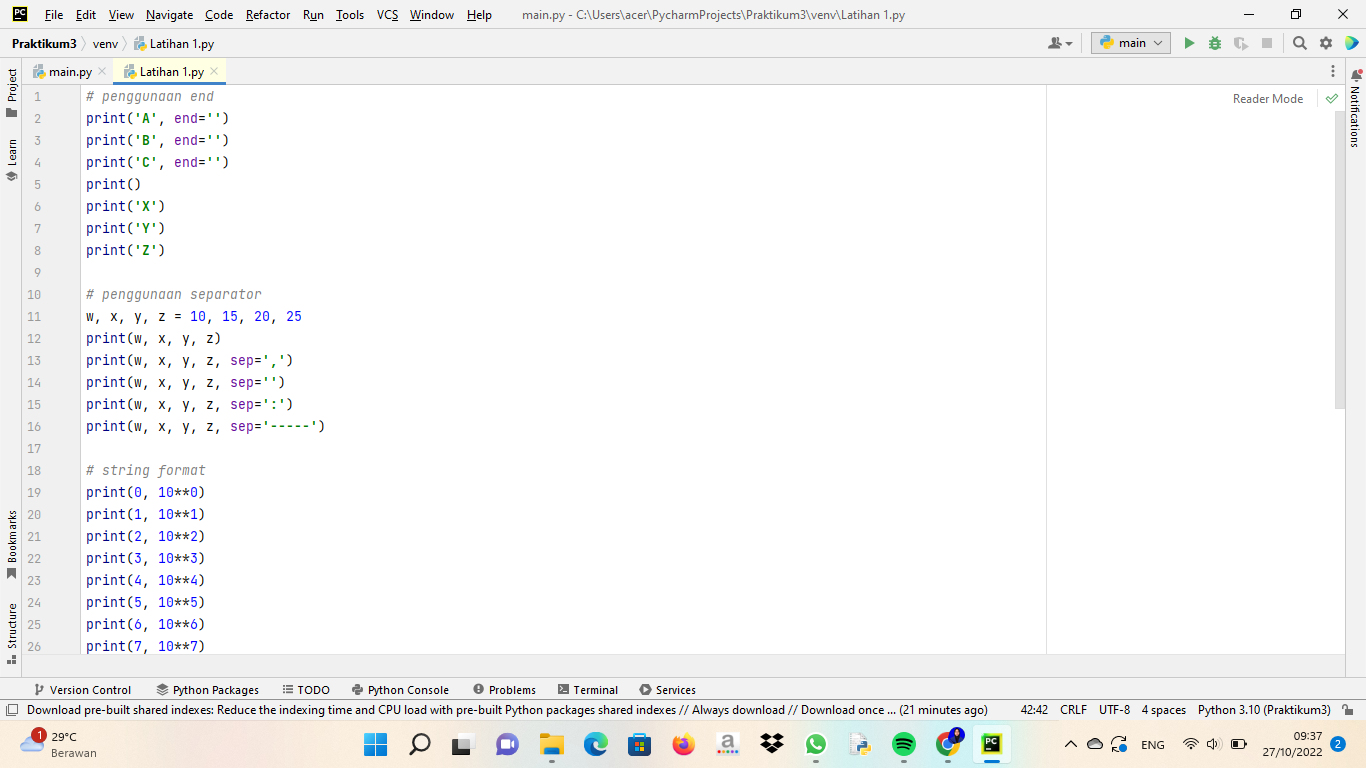 PC File Edit View Navigate Code Refactor Run Tools VCS Window Help main.py - C:\Users\acer\PycharmProjects\Praktikum3\venv\Latihan 1.py
Praktikum3 venv Latihan 1.py main
main.py Latihan 1.py
Project
Learn
Bookmarks
Structure
Notifications
Reader Mode
1 # penggunaan end
2 print('A', end='')
3 print('B', end='')
4 print('C', end='')
5 print()
6 print('X')
7 print('Y')
8 print('Z')
9
10 # penggunaan separator
11 w, x, y, z = 10, 15, 20, 25
12 print(w, x, y, z)
13 print(w, x, y, z, sep=',')
14 print(w, x, y, z, sep='')
15 print(w, x, y, z, sep=':')
16 print(w, x, y, z, sep='-----')
17
18 # string format
19 print(0, 10**0)
20 print(1, 10**1)
21 print(2, 10**2)
22 print(3, 10**3)
23 print(4, 10**4)
24 print(5, 10**5)
25 print(6, 10**6)
26 print(7, 10**7)
Version Control Python Packages TODO Python Console Problems Terminal Services
Download pre-built shared indexes: Reduce the indexing time and CPU load with pre-built Python packages shared indexes // Always download // Download once ... (21 minutes ago) 42:42 CRLF UTF-8 4 spaces Python 3.10 (Praktikum3)
1 29°C a PC ENG 09:37
Berawan 27/10/2022 2